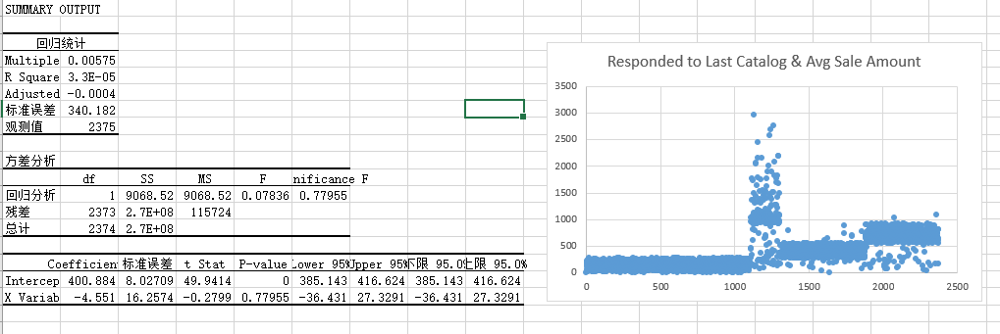 SUMMARY OUTPUT
回归统计
Multiple 0.00575
R Square 3.3E-05
Adjusted -0.0004
标准误差 340.182
观测值 2375
方差分析
df SS MS F nificance F
回归分析 1 9068.52 9068.52 0.07836 0.77955
残差 2373 2.7E+08 115724
总计 2374 2.7E+08
Coefficien 标准误差 t Stat P-value Lower 95% Upper 95% 下限 95.0% 上限 95.0%
Intercep 400.884 8.02709 49.9414 0 385.143 416.624 385.143 416.624
X Variab -4.551 16.2574 -0.2799 0.77955 -36.431 27.3291 -36.431 27.3291
Responded to Last Catalog & Avg Sale Amount
3500
3000
2500
2000
1500
1000
500
0
0 500 1000 1500 2000 2500